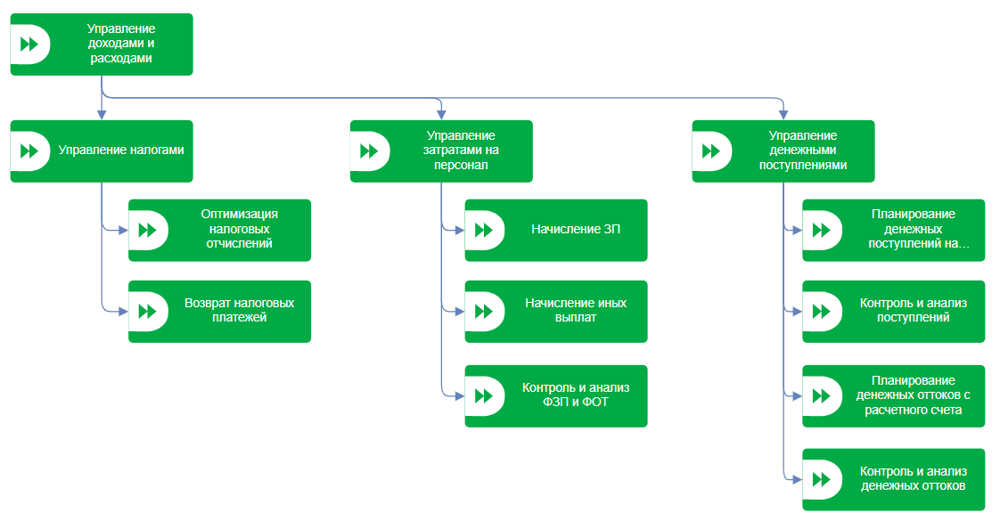 Управление
доходами и
расходами
Управление налогами
Управление
затратами на
персонал
Управление
денежными
поступлениями
Оптимизация
налоговых
отчислений
Возврат налоговых
платежей
Начисление ЗП
Начисление иных
выплат
Контроль и анализ
ФЗП и ФОТ
Планирование
денежных
поступлений на...
Контроль и анализ
поступлений
Планирование
денежных оттоков с
расчетного счета
Контроль и анализ
денежных оттоков